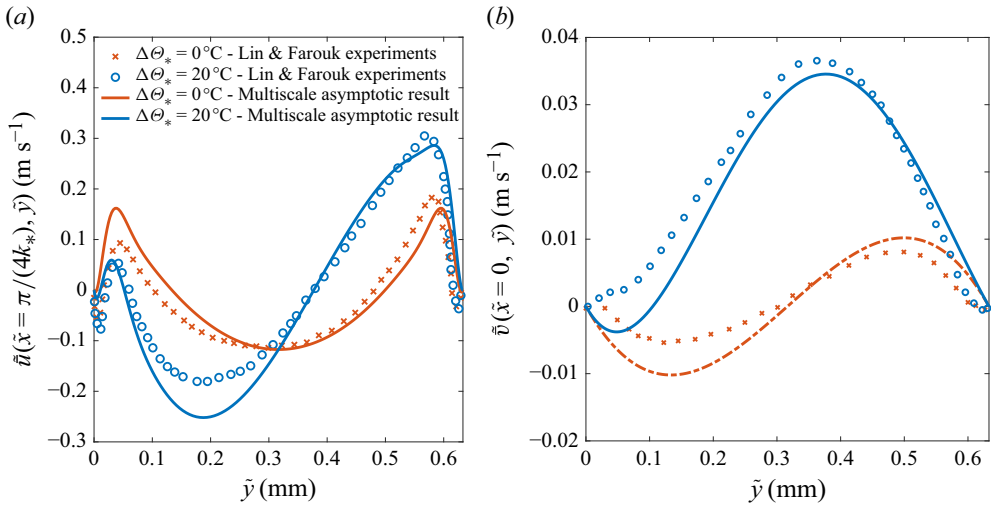 (a)
0.5
0.4
0.3
0.2
0.1
0
−0.1
−0.2
−0.3
ũ(x̃ = π/(4k*), ỹ) (m s⁻¹)
ΔΘ* = 0 °C - Lin & Farouk experiments
ΔΘ* = 20 °C - Lin & Farouk experiments
ΔΘ* = 0 °C - Multiscale asymptotic result
ΔΘ* = 20 °C - Multiscale asymptotic result
0 0.1 0.2 0.3 0.4 0.5 0.6
ỹ (mm)
(b)
0.04
0.03
0.02
0.01
0
−0.01
−0.02
ṽ(x̃ = 0, ỹ) (m s⁻¹)
0 0.1 0.2 0.3 0.4 0.5 0.6
ỹ (mm)